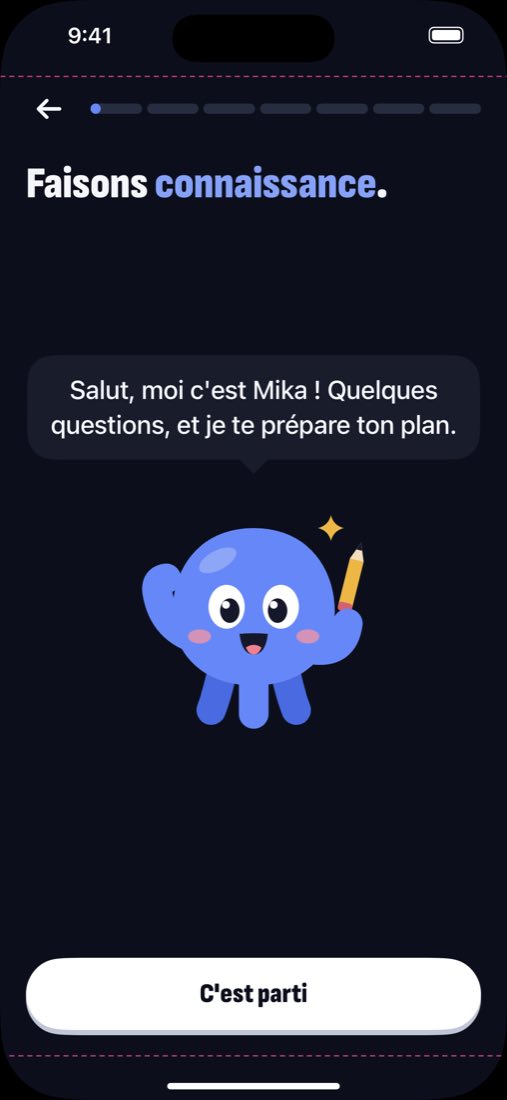 9:41
Faisons connaissance.
Salut, moi c'est Mika ! Quelques
questions, et je te prépare ton plan.
C'est parti